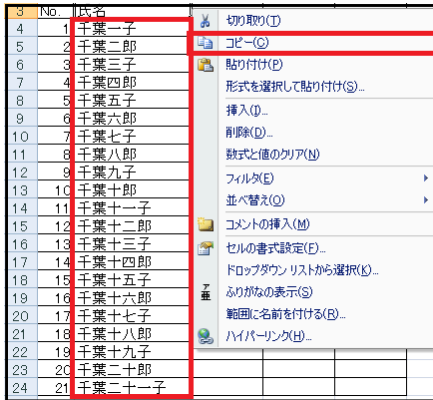 3 No. 氏名
4 1 千葉一子
5 2 千葉二郎
6 3 千葉三子
7 4 千葉四郎
8 5 千葉五子
9 6 千葉六郎
10 7 千葉七子
11 8 千葉八郎
12 9 千葉九子
13 10 千葉十郎
14 11 千葉十一子
15 12 千葉十二郎
16 13 千葉十三子
17 14 千葉十四郎
18 15 千葉十五子
19 16 千葉十六郎
20 17 千葉十七子
21 18 千葉十八郎
22 19 千葉十九子
23 20 千葉二十郎
24 21 千葉二十一子
切り取り(T)
コピー(C)
貼り付け(P)
形式を選択して貼り付け(S)...
挿入(I)...
削除(D)...
数式と値のクリア(N)
フィルタ(E)
並べ替え(O)
コメントの挿入(M)
セルの書式設定(F)...
ドロップダウン リストから選択(K)...
ふりがなの表示(S)
範囲に名前を付ける(R)...
ハイパーリンク(H)...